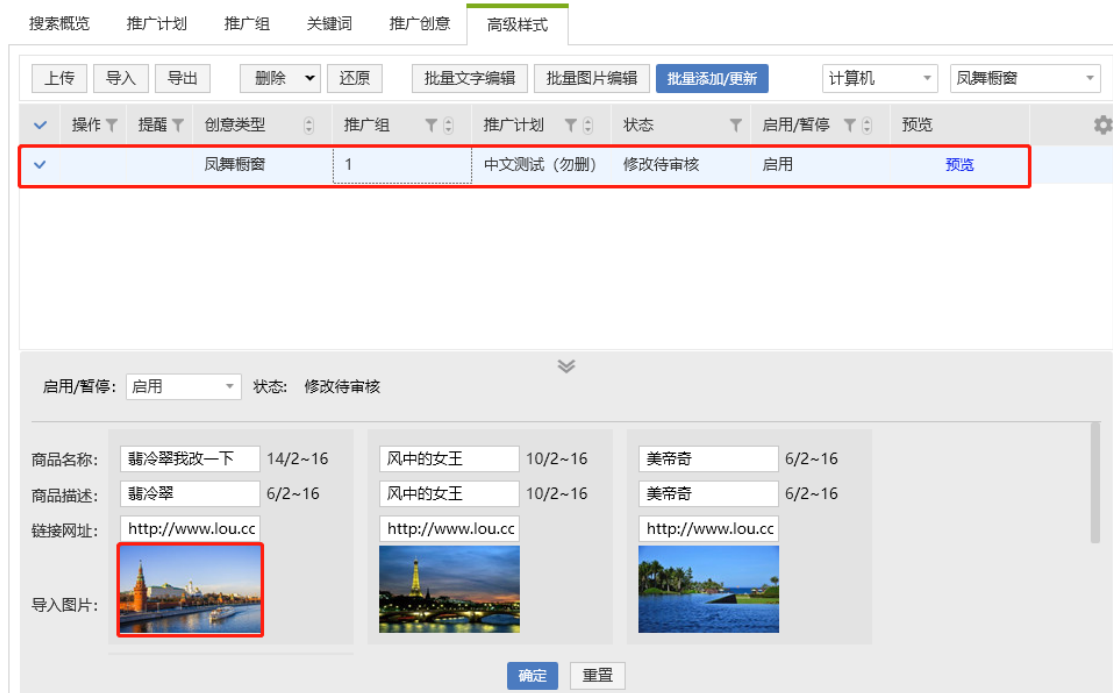 搜索概览 推广计划 推广组 关键词 推广创意 高级样式
上传 导入 导出 删除 还原 批量文字编辑 批量图片编辑 批量添加/更新 计算机 凤舞橱窗
操作 提醒 创意类型 推广组 推广计划 状态 启用/暂停 预览
凤舞橱窗 1 中文测试（勿删） 修改待审核 启用 预览
启用/暂停: 启用 状态: 修改待审核
商品名称: 翡冷翠我改一下 14/2~16 风中的女王 10/2~16 美帝奇 6/2~16
商品描述: 翡冷翠 6/2~16 风中的女王 10/2~16 美帝奇 6/2~16
链接网址: http://www.lou.cc http://www.lou.cc http://www.lou.cc
导入图片:
确定 重置